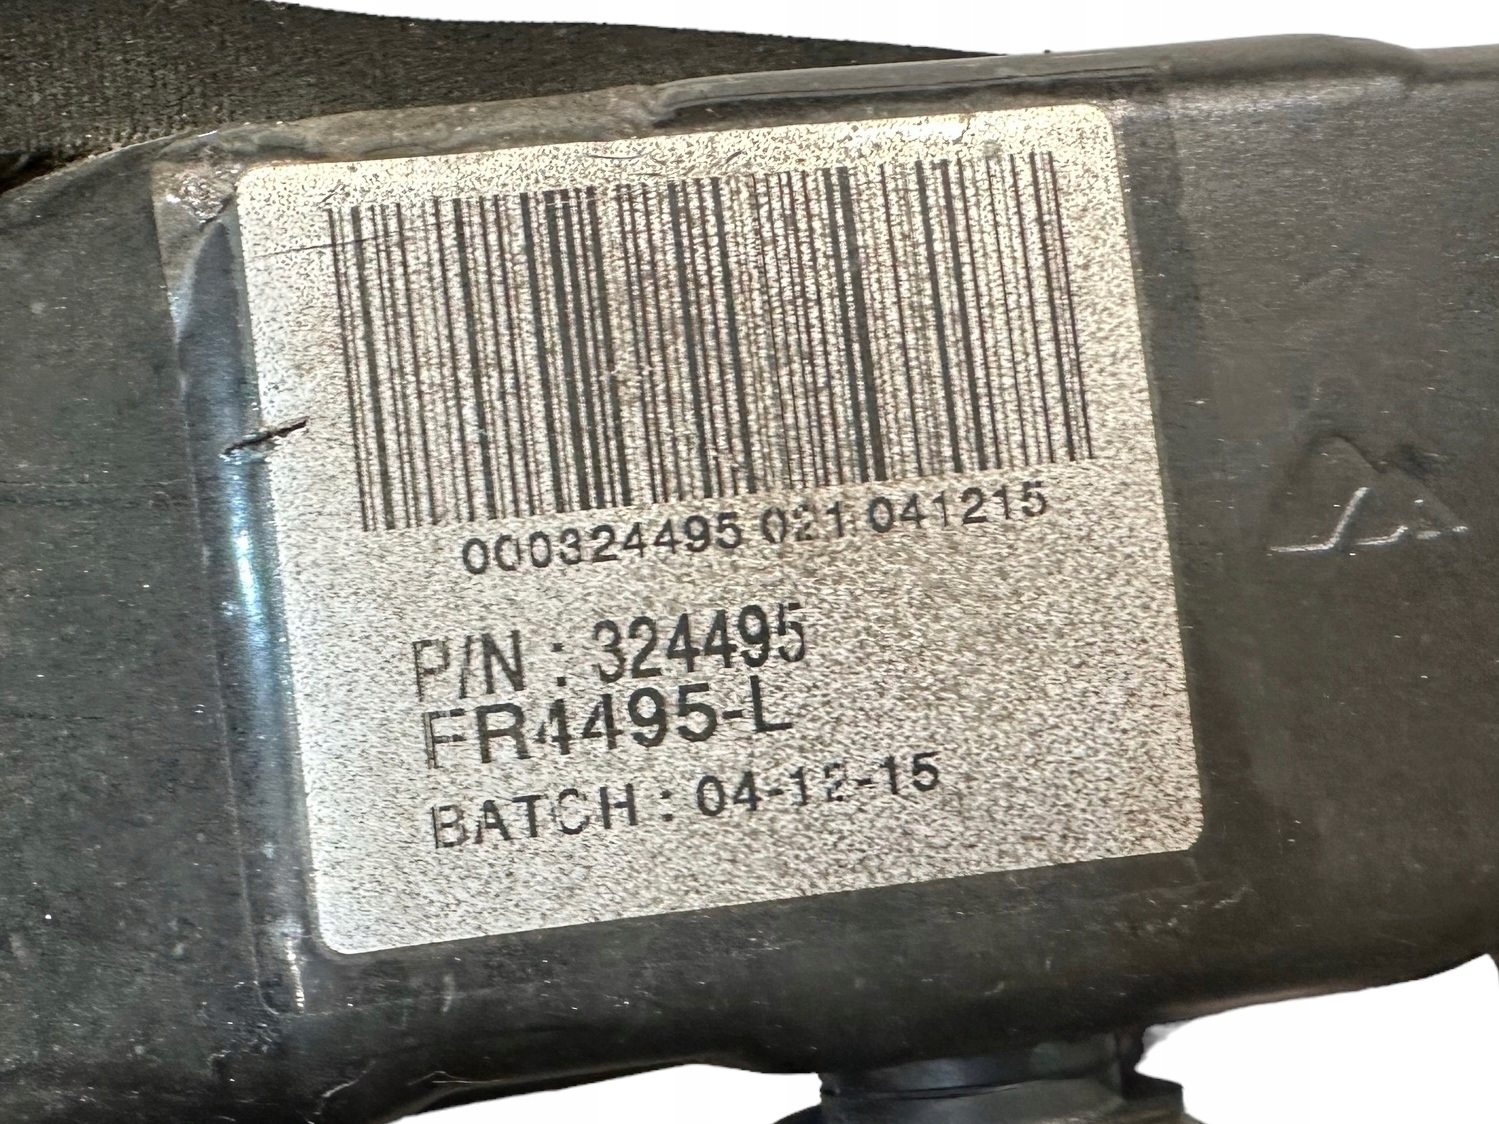 000324495 021 041215
P/N : 324495
FR4495-L
BATCH : 04-12-15